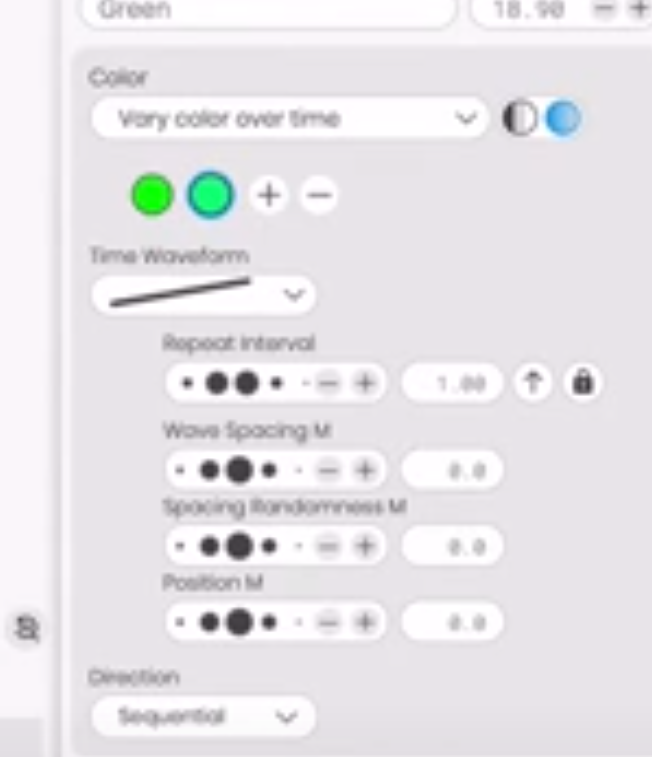 Green
18.90
Color
Vary color over time
Time Waveform
Repeat Interval
1.00
Wave Spacing M
0.0
Spacing Randomness M
0.0
Position M
0.0
Direction
Sequential